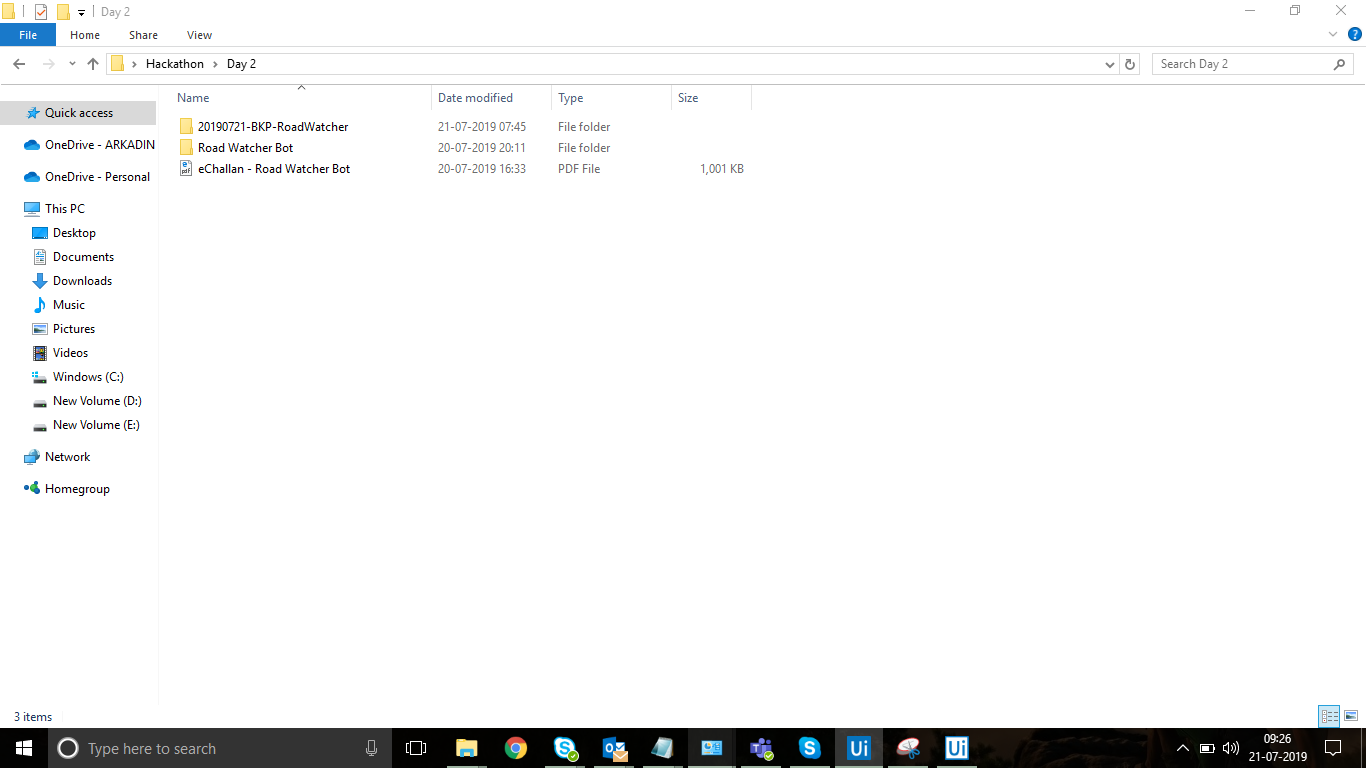 Day 2
File Home Share View
Hackathon Day 2 Search Day 2
Name Date modified Type Size
Quick access
OneDrive - ARKADIN
OneDrive - Personal
This PC
Desktop
Documents
Downloads
Music
Pictures
Videos
Windows (C:)
New Volume (D:)
New Volume (E:)
Network
Homegroup
20190721-BKP-RoadWatcher 21-07-2019 07:45 File folder
Road Watcher Bot 20-07-2019 20:11 File folder
eChallan - Road Watcher Bot 20-07-2019 16:33 PDF File 1,001 KB
3 items
Type here to search
Ui
Ui
09:26
21-07-2019